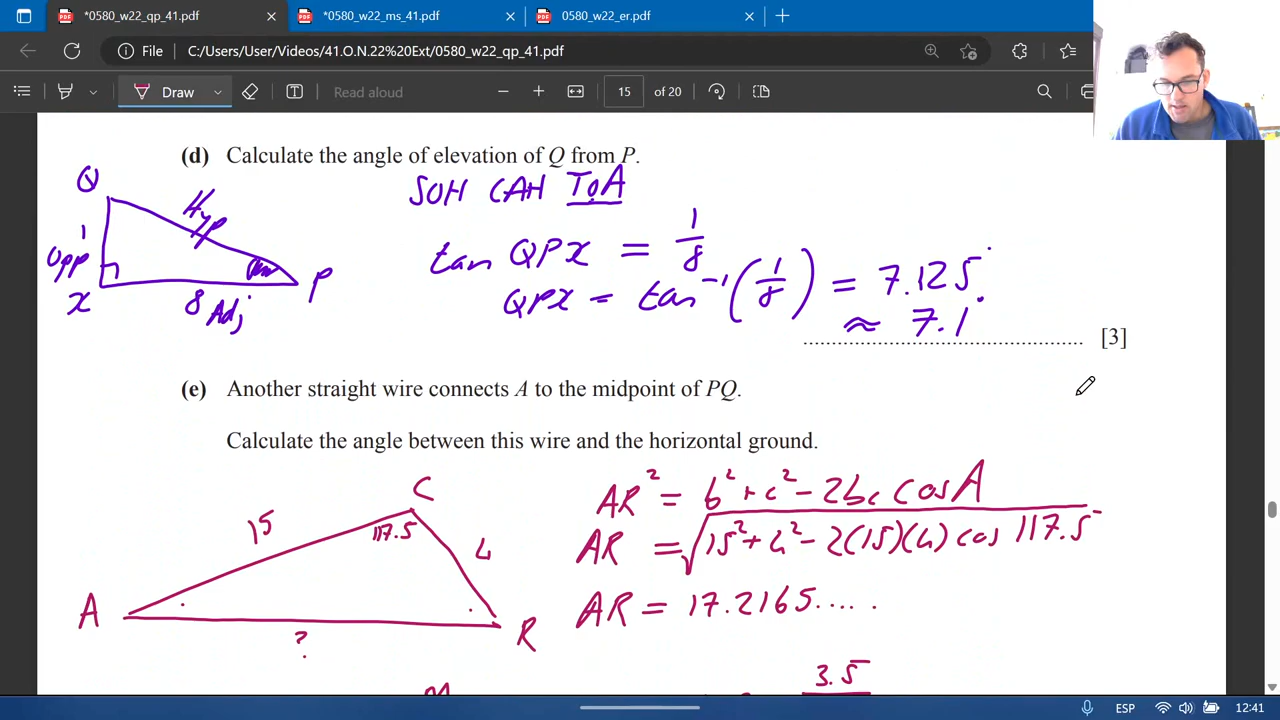 *0580_w22_qp_41.pdf
*0580_w22_ms_41.pdf
0580_w22_er.pdf
File
C:/Users/User/Videos/41.O.N.22%20Ext/0580_w22_qp_41.pdf
Draw
Read aloud
15
of 20
(d) Calculate the angle of elevation of Q from P.
Q
Hyp
1
Opp
x
8 Adj
P
SOH CAH TOA
tan QPX = 1/8
QPX = tan⁻¹(1/8) = 7.125
≈ 7.1
[3]
(e) Another straight wire connects A to the midpoint of PQ.
Calculate the angle between this wire and the horizontal ground.
C
15
117.5
4
A
?
R
AR² = b² + c² - 2bc cos A
AR = √15² + 4² - 2(15)(4) cos 117.5
AR = 17.2165.....
3.5
ESP
12:41